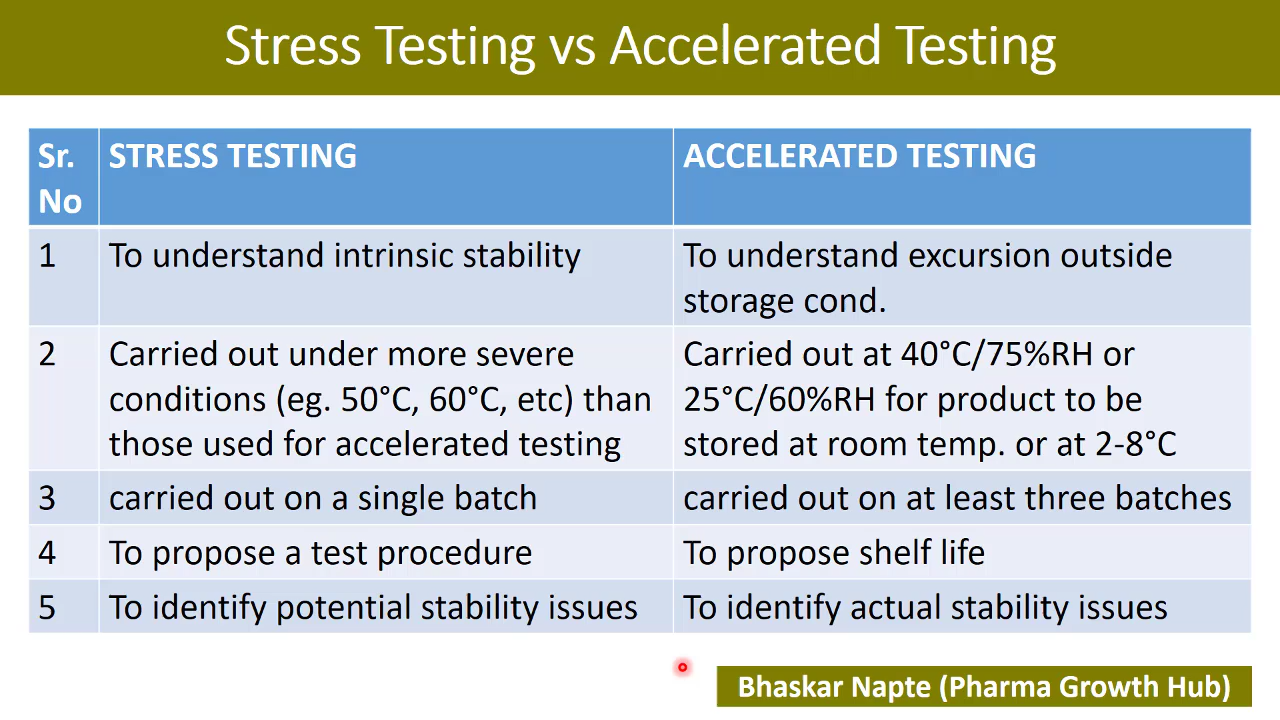 Stress Testing vs Accelerated Testing
Sr. No
STRESS TESTING
ACCELERATED TESTING
1
To understand intrinsic stability
To understand excursion outside
storage cond.
2
Carried out under more severe
conditions (eg. 50°C, 60°C, etc) than
those used for accelerated testing
Carried out at 40°C/75%RH or
25°C/60%RH for product to be
stored at room temp. or at 2-8°C
3
carried out on a single batch
carried out on at least three batches
4
To propose a test procedure
To propose shelf life
5
To identify potential stability issues
To identify actual stability issues
Bhaskar Napte (Pharma Growth Hub)